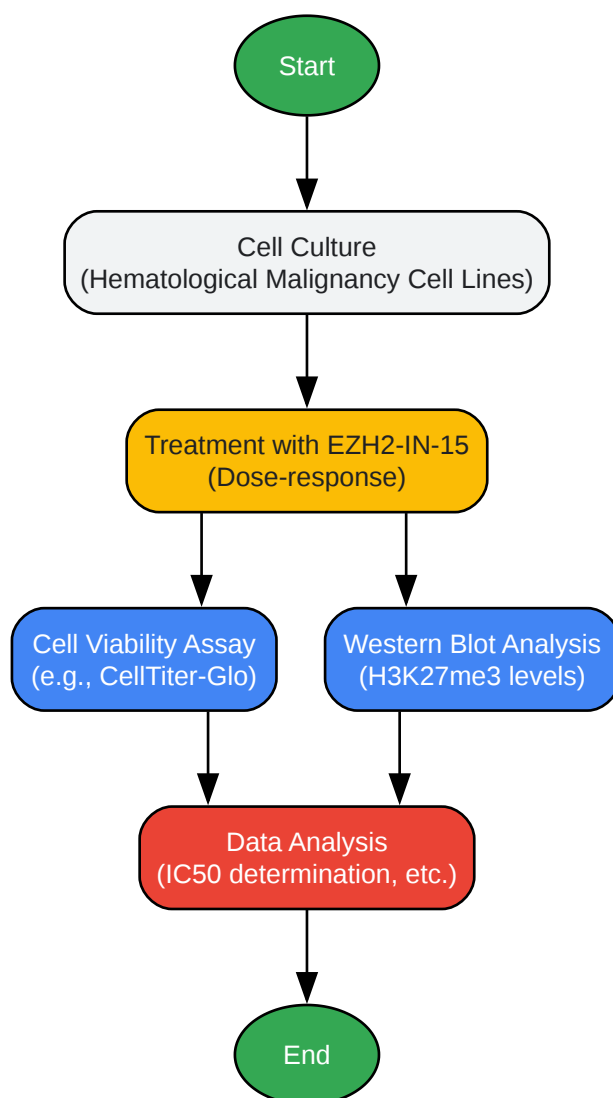 Start
Cell Culture
(Hematological Malignancy Cell Lines)
Treatment with EZH2-IN-15
(Dose-response)
Cell Viability Assay
(e.g., CellTiter-Glo)
Western Blot Analysis
(H3K27me3 levels)
Data Analysis
(IC50 determination, etc.)
End